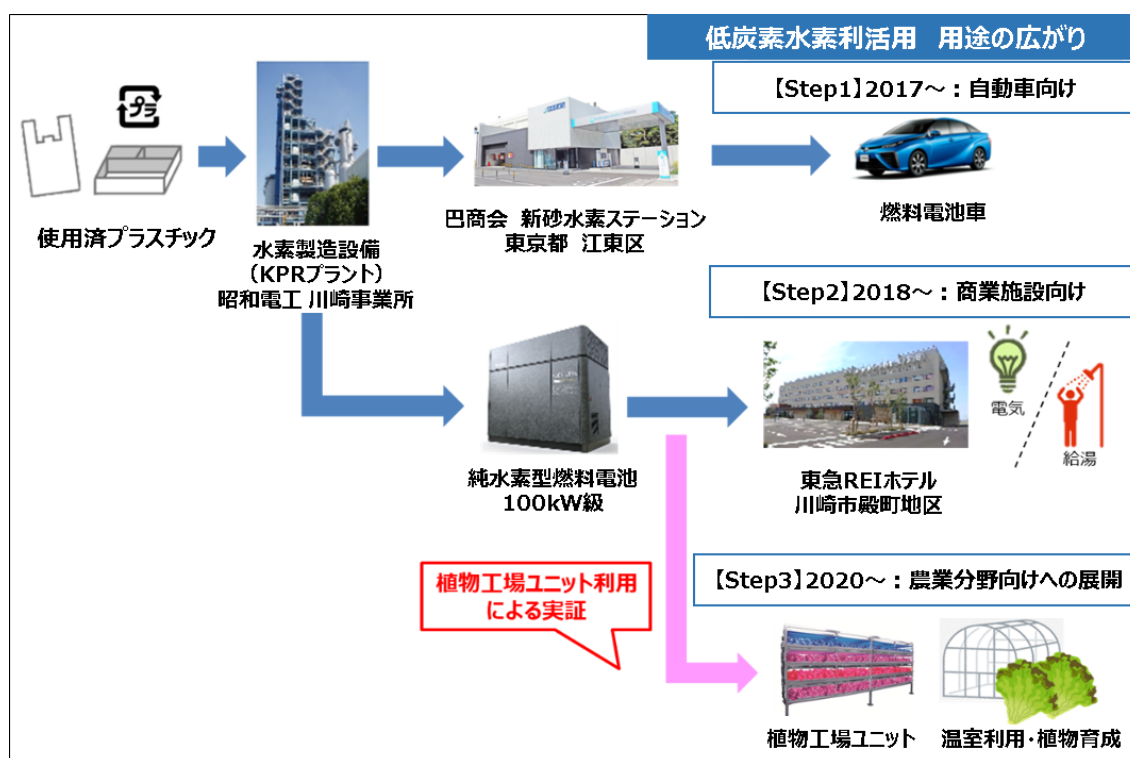 低炭素水素利活用 用途の広がり
【Step1】2017～：自動車向け
プラ
使用済プラスチック
水素製造設備
（KPRプラント）
昭和電工 川崎事業所
巴商会 新砂水素ステーション
東京都 江東区
燃料電池車
【Step2】2018～：商業施設向け
純水素型燃料電池
100kW級
東急REIホテル
川崎市殿町地区
電気
給湯
植物工場ユニット利用
による実証
【Step3】2020～：農業分野向けへの展開
植物工場ユニット
温室利用・植物育成